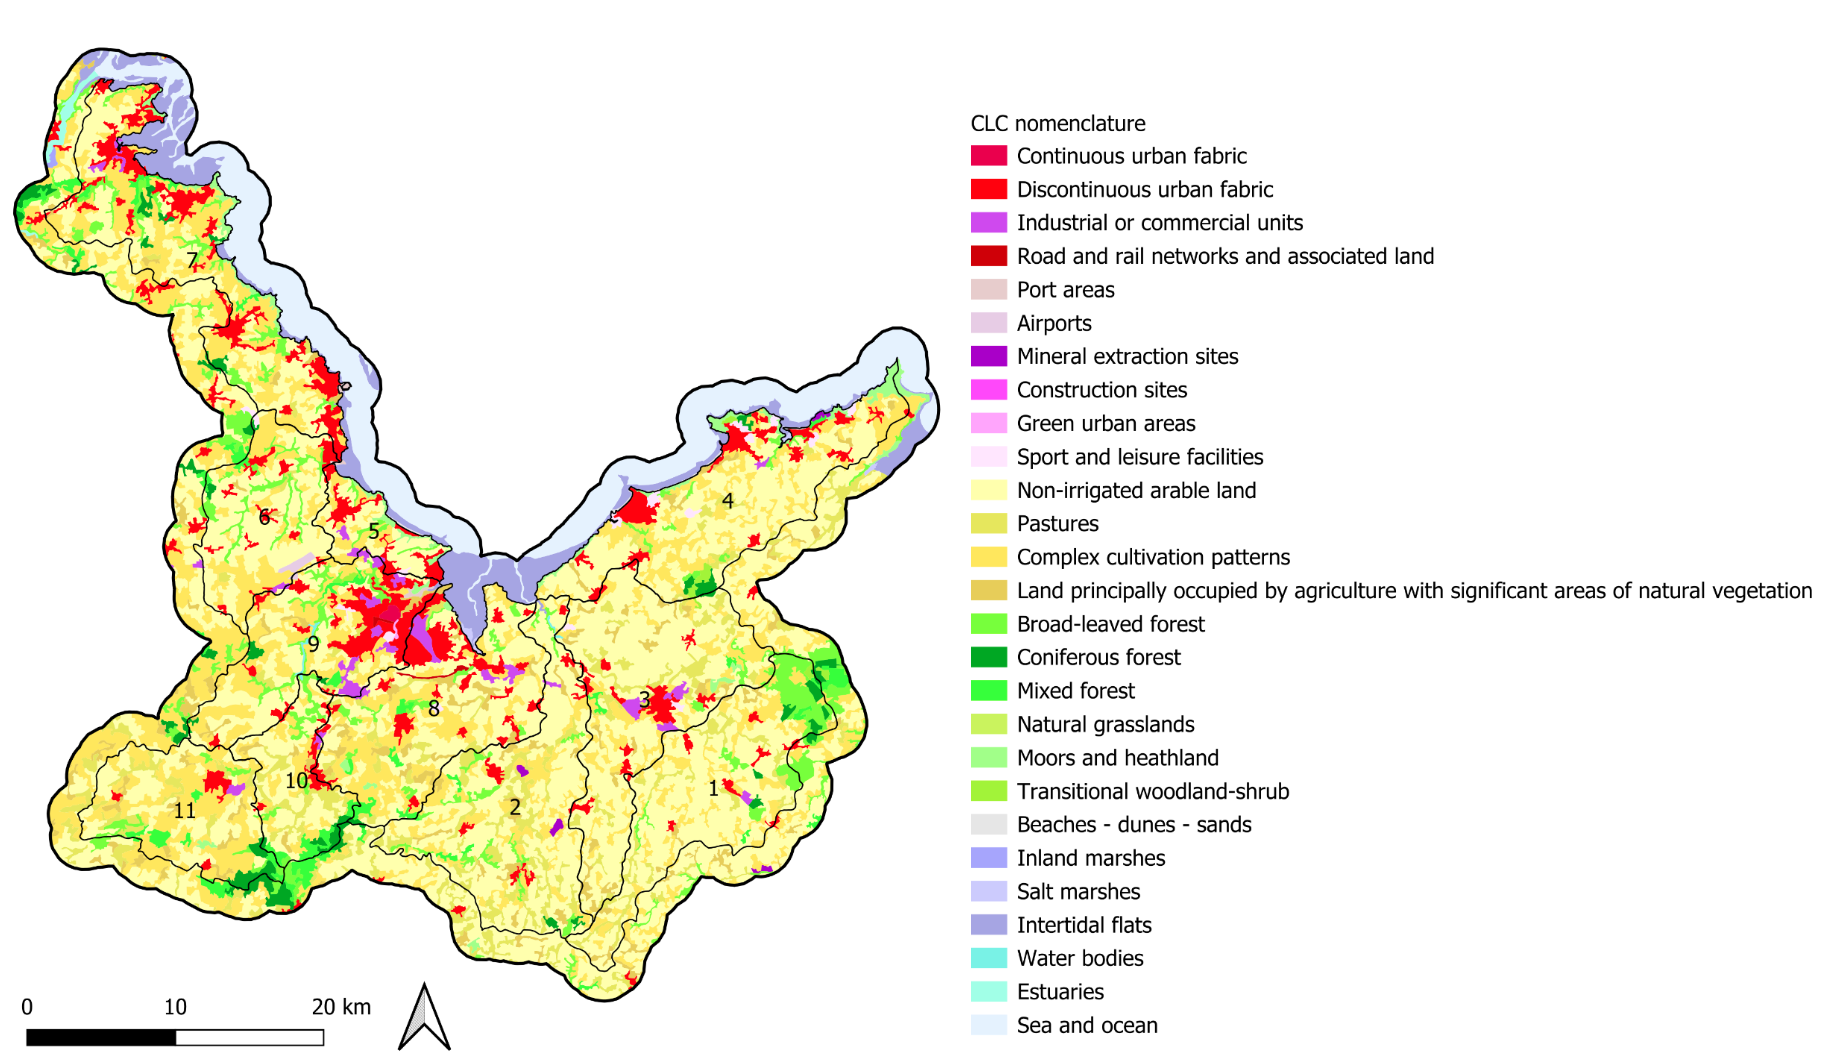 CLC nomenclature
Continuous urban fabric
Discontinuous urban fabric
Industrial or commercial units
Road and rail networks and associated land
Port areas
Airports
Mineral extraction sites
Construction sites
Green urban areas
Sport and leisure facilities
Non-irrigated arable land
Pastures
Complex cultivation patterns
Land principally occupied by agriculture with significant areas of natural vegetation
Broad-leaved forest
Coniferous forest
Mixed forest
Natural grasslands
Moors and heathland
Transitional woodland-shrub
Beaches - dunes - sands
Inland marshes
Salt marshes
Intertidal flats
Water bodies
Estuaries
Sea and ocean
7
4
6
5
9
3
8
10
1
2
11
0 10 20 km